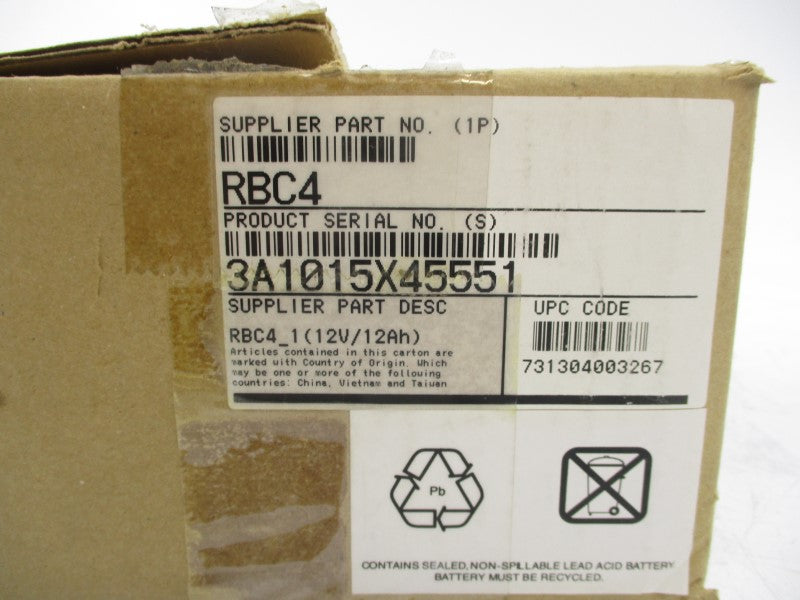 SUPPLIER PART NO. (1P)
RBC4
PRODUCT SERIAL NO. (S)
3A1015X45551
SUPPLIER PART DESC
RBC4_1(12V/12Ah)
Articles contained in this carton are
marked with Country of Origin. Which
may be one or more of the following
countries: China, Vietnam and Taiwan
UPC CODE
731304003267
Pb
CONTAINS SEALED, NON-SPILLABLE LEAD ACID BATTERY
BATTERY MUST BE RECYCLED.